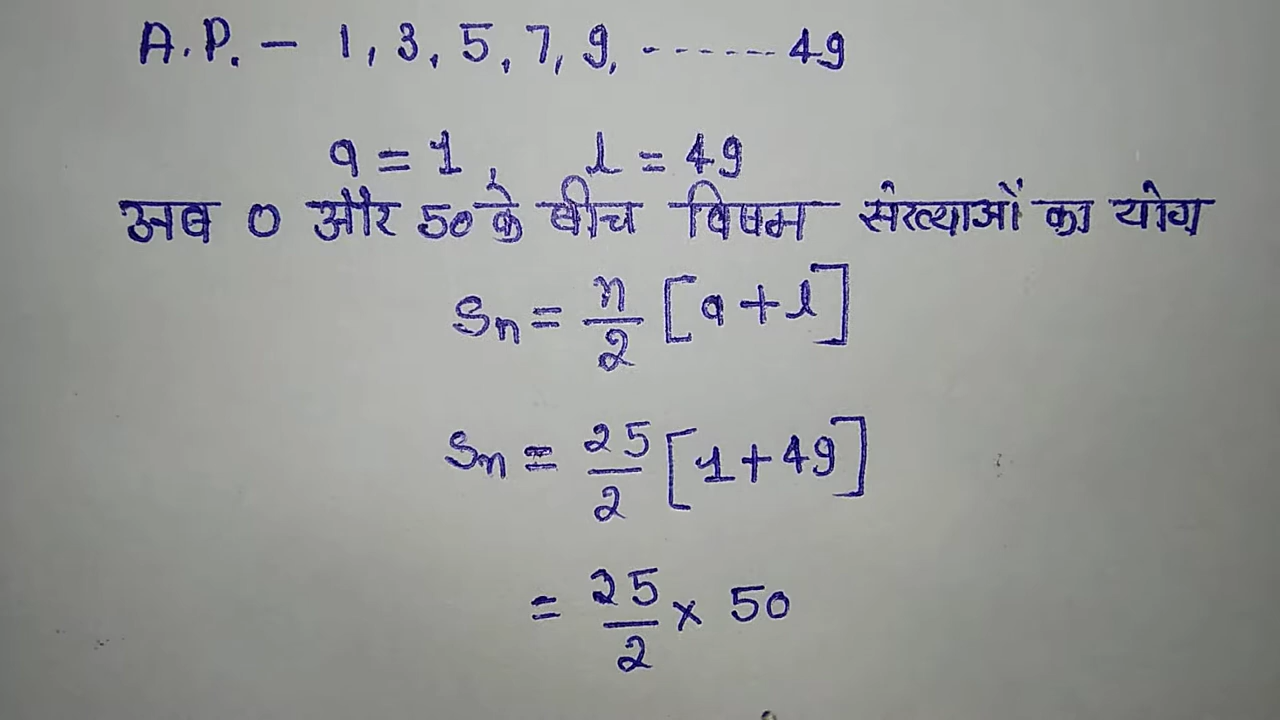 A.P. – 1, 3, 5, 7, 9, ------- 49
a = 1, l = 49
अब 0 और 50 के बीच विषम संख्याओं का योग
Sn = n/2 [a + l]
Sn = 25/2 [1 + 49]
= 25/2 × 50